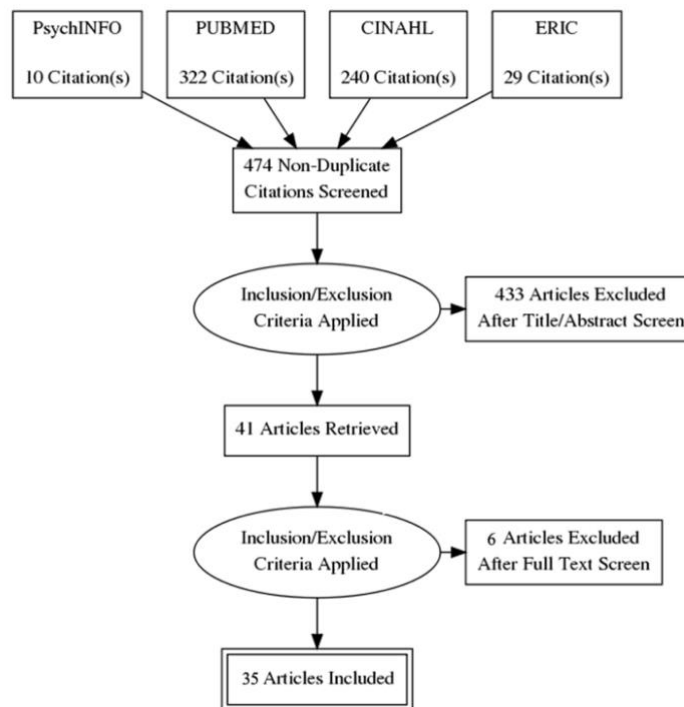 PsychINFO
10 Citation(s)
PUBMED
322 Citation(s)
CINAHL
240 Citation(s)
ERIC
29 Citation(s)
474 Non-Duplicate
Citations Screened
Inclusion/Exclusion
Criteria Applied
433 Articles Excluded
After Title/Abstract Screen
41 Articles Retrieved
Inclusion/Exclusion
Criteria Applied
6 Articles Excluded
After Full Text Screen
35 Articles Included